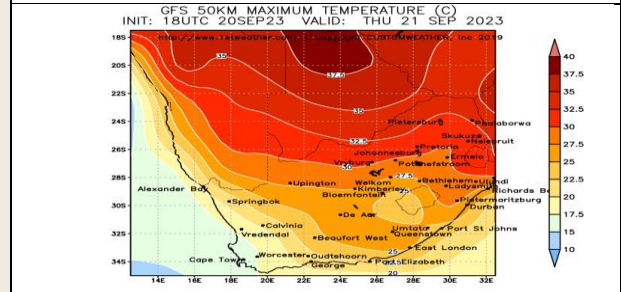 GFS 50KM MAXIMUM TEMPERATURE (C)
INIT: 18UTC 20SEP23 VALID: THU 21 SEP 2023
http://www.1stweather.com CUSTOMWEATHER, Inc 2019
18S
20S
22S
24S
26S
28S
30S
32S
34S
35
37.5
35
32.5
30
27.5
25
25
20
Pietersburg
Phalaborwa
Skukuza
Nelspruit
Pretoria
Johannesburg
Ermelo
Vryburg
Potchefstroom
Bethlehem
Ulundi
Upington
Welkom
Kimberley
Ladysmith
Richards B
Alexander Bay
Bloemfontein
Pietermaritzburg
Springbok
Durban
De Aar
Calvinia
Umtata
Port St Johns
Vredendal
Beaufort West
Queenstown
East London
Cape Town
Worcester
Oudtshoorn
George
Port Elizabeth
14E 16E 18E 20E 22E 24E 26E 28E 30E 32E
40
37.5
35
32.5
30
27.5
25
22.5
20
17.5
15
10